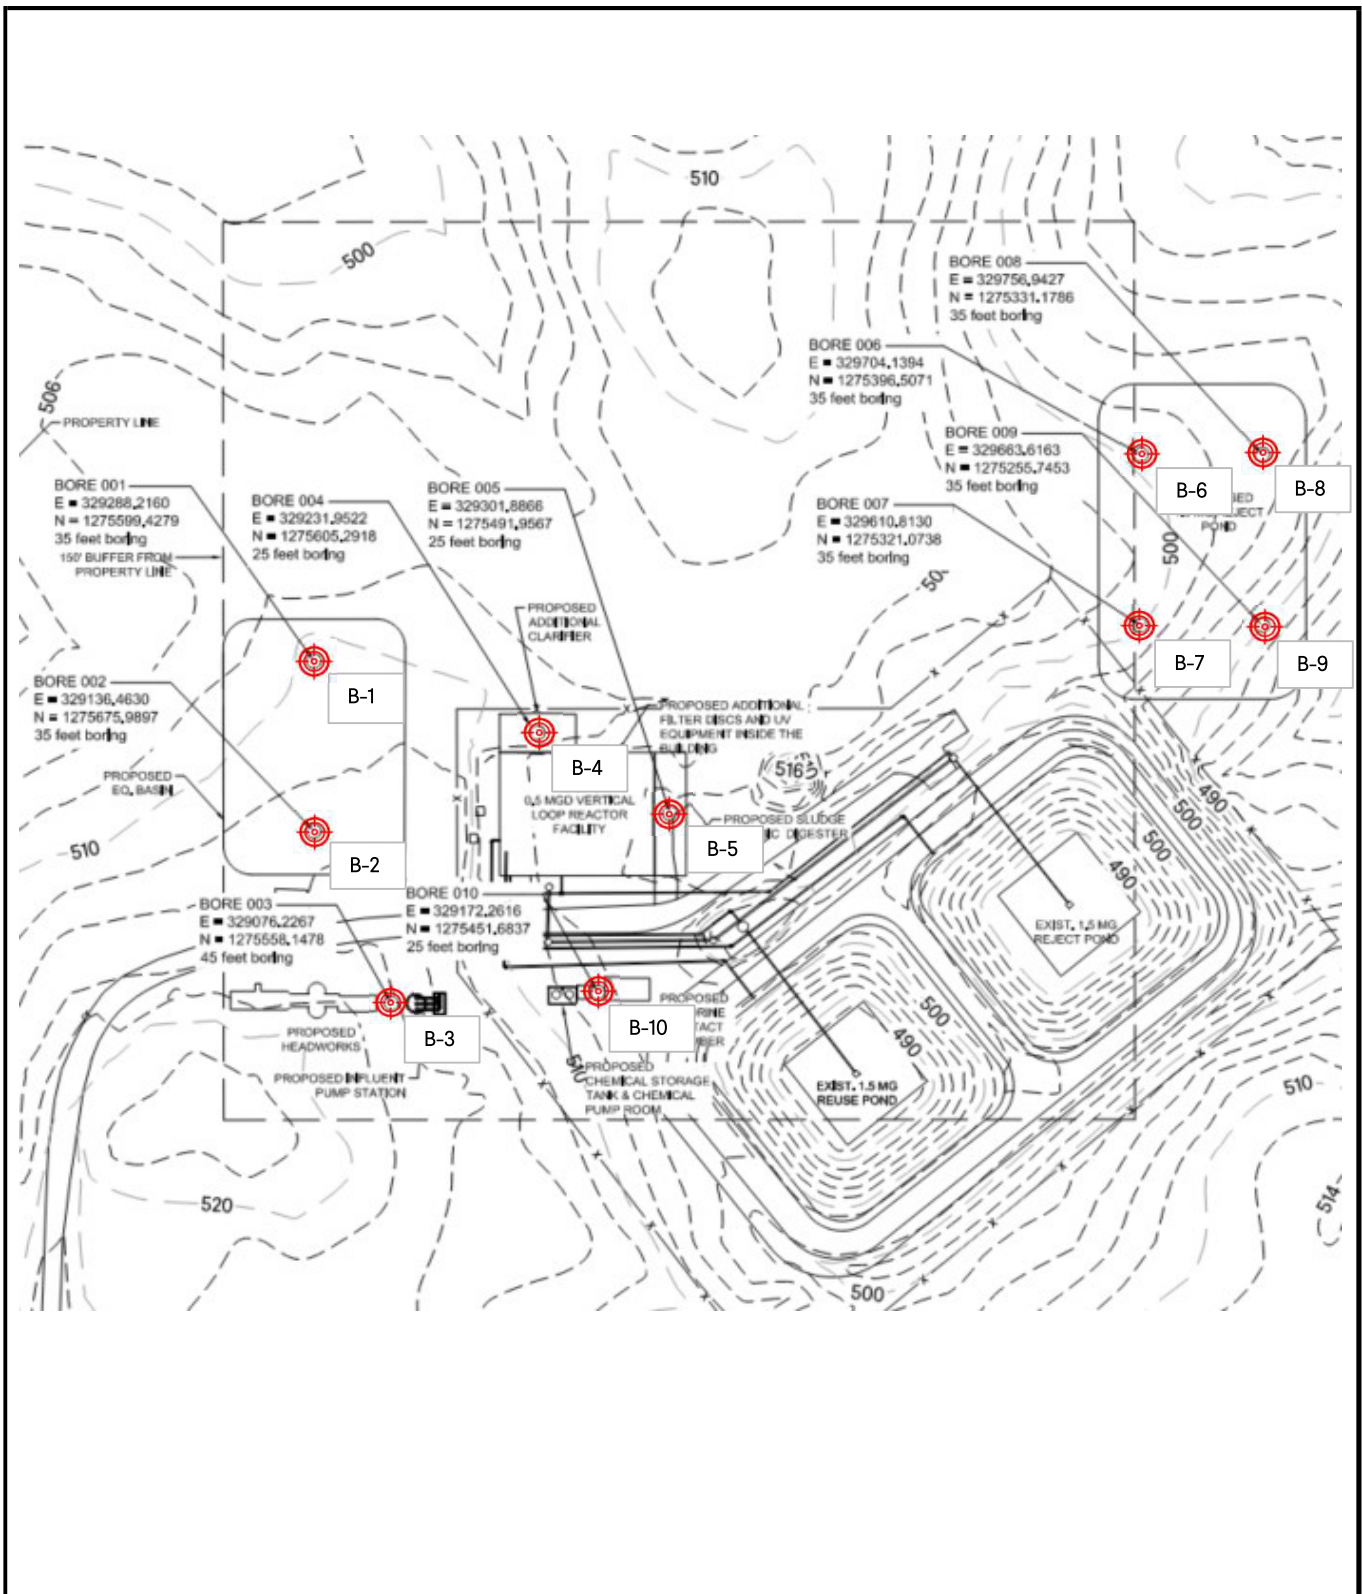 510
500
BORE 008
E = 329756.9427
N = 1275331.1786
35 feet boring
BORE 006
E = 329704.1394
N = 1275396.5071
35 feet boring
506
PROPERTY LINE
BORE 009
E = 329663.6163
N = 1275255.7453
35 feet boring
BORE 001
E = 329288.2160
N = 1275599.4279
35 feet boring
BORE 004
E = 329231.9522
N = 1275605.2918
25 feet boring
BORE 005
E = 329301.8866
N = 1275491.9567
25 feet boring
BORE 007
E = 329610.8130
N = 1275321.0738
35 feet boring
B-6
B-8
POND
500
150' BUFFER FROM
PROPERTY LINE
PROPOSED
ADDITIONAL
CLARIFIER
B-7
B-9
BORE 002
E = 329136.4630
N = 1275675.9897
35 feet boring
B-1
PROPOSED ADDITIONAL
FILTER DISCS AND UV
EQUIPMENT INSIDE THE
BUILDING
B-4
516
PROPOSED
EQ. BASIN
0.5 MGD VERTICAL
LOOP REACTOR
FACILITY
PROPOSED SLUDGE
DIGESTER
490
500
500
490
510
B-2
B-5
BORE 003
E = 329076.2267
N = 1275558.1478
45 feet boring
BORE 010
E = 329172.2616
N = 1275451.6837
25 feet boring
EXIST. 1.5 MG
REJECT POND
500
490
B-3
B-10
PROPOSED
PROPOSED
HEADWORKS
PROPOSED INFLUENT
PUMP STATION
PROPOSED
CHEMICAL STORAGE
TANK & CHEMICAL
PUMP ROOM
EXIST. 1.5 MG
REUSE POND
510
520
514
500